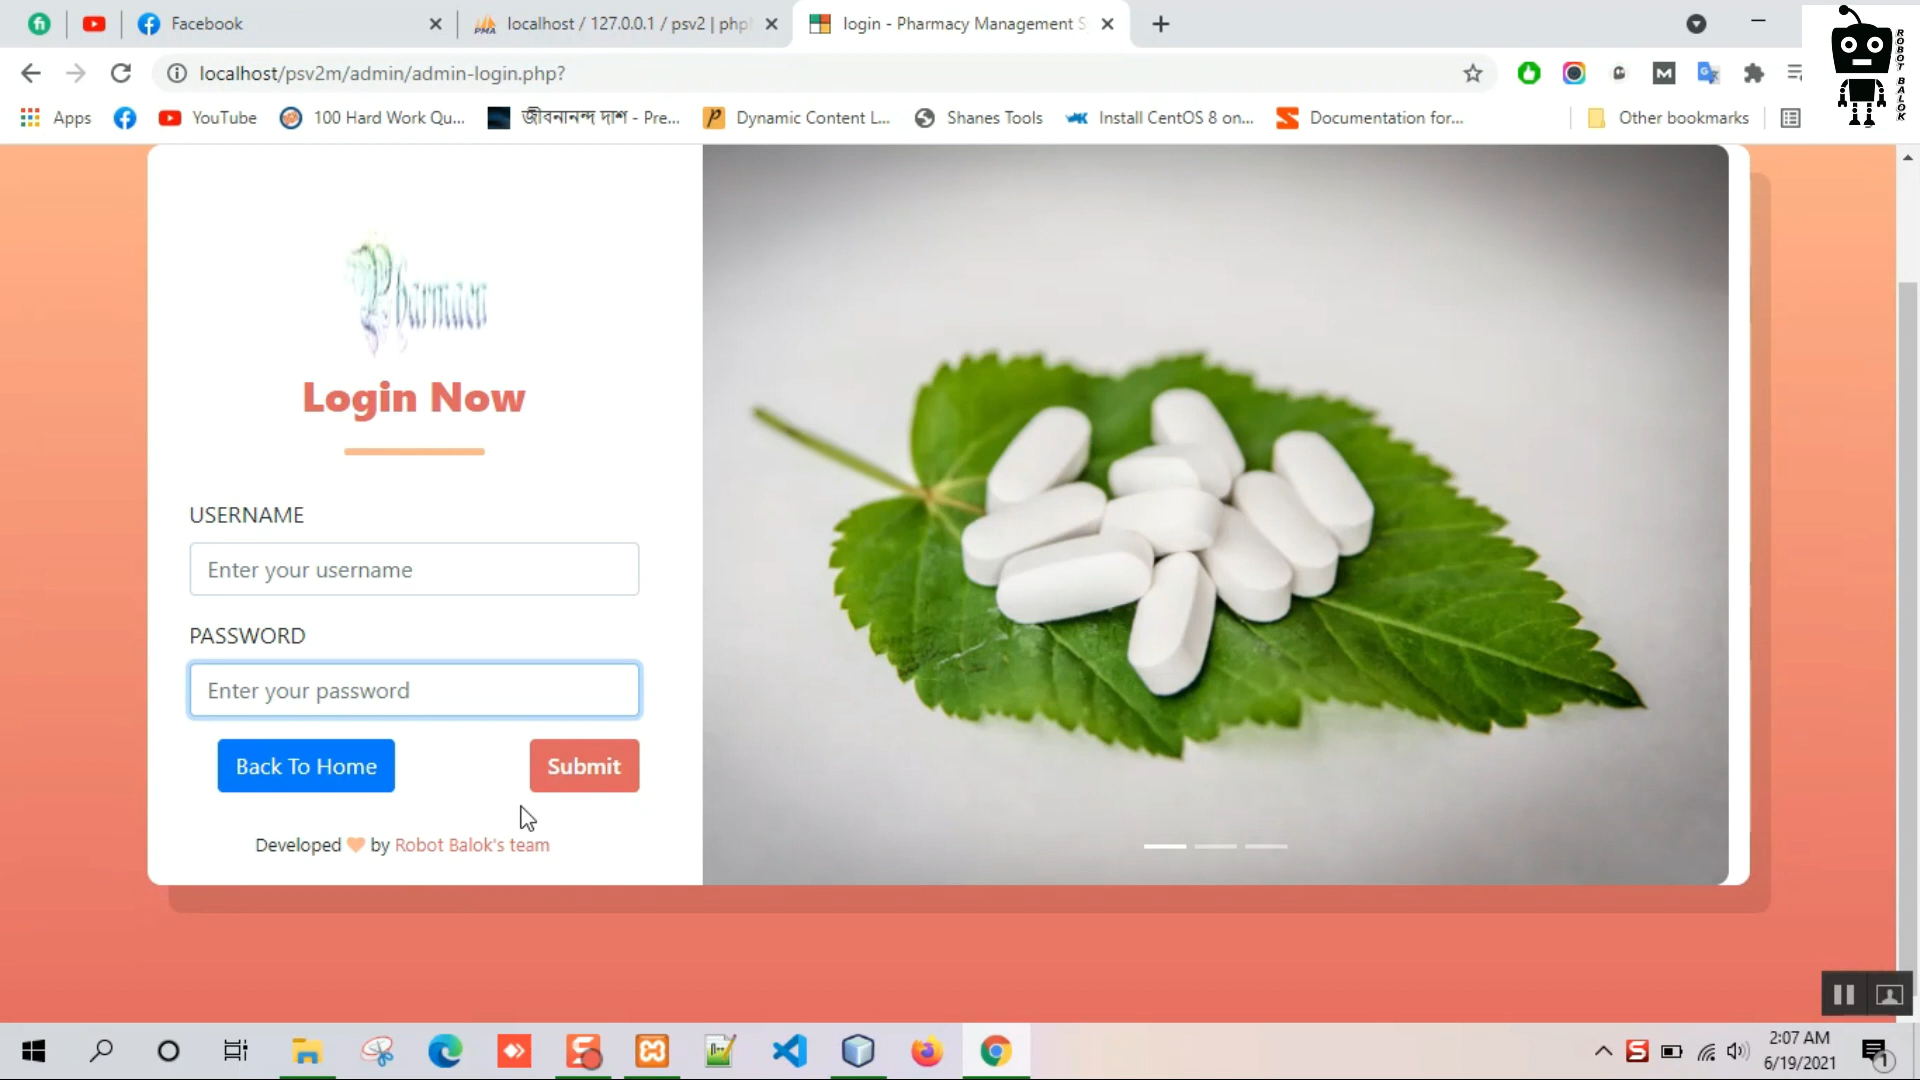 Facebook
localhost / 127.0.0.1 / psv2 | php
login - Pharmacy Management S
localhost/psv2m/admin/admin-login.php?
Apps
YouTube
100 Hard Work Qu...
জীবনানন্দ দাশ - Pre...
Dynamic Content L...
Shanes Tools
Install CentOS 8 on...
Documentation for...
Other bookmarks
ROBOT BALOK
Login Now
USERNAME
Enter your username
PASSWORD
Enter your password
Back To Home
Submit
Developed by Robot Balok's team
2:07 AM
6/19/2021
1